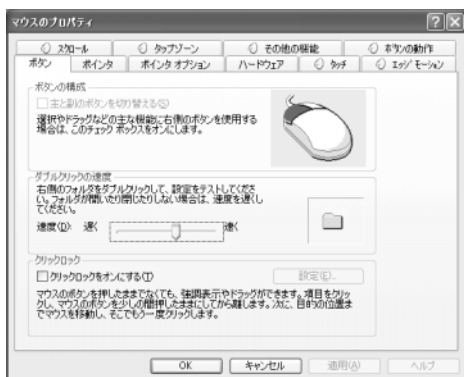 マウスのプロパティ
スクロール
タップゾーン
その他の機能
ボタンの動作
ボタン
ポインタ
ポインタ オプション
ハードウェア
タッチ
エッジ モーション
ボタンの構成
主と副のボタンを切り替える(S)
選択やドラッグなどの主な機能に右側のボタンを使用する
場合は、このチェック ボックスをオンにします。
ダブルクリックの速度
右側のフォルダをダブルクリックして、設定をテストしてくださ
い。フォルダが開いたり閉じたりしない場合は、速度を遅くし
てください。
速度(D): 遅く 速く
クリックロック
クリックロックをオンにする(T)
設定(E)...
マウスのボタンを押したままでなくても、強調表示やドラッグができます。項目をクリッ
クし、マウスのボタンを少しの間押したままにしてから離します。次に、目的の位置ま
でマウスを移動し、そこでもう一度クリックします。
OK
キャンセル
適用(A)
ヘルプ